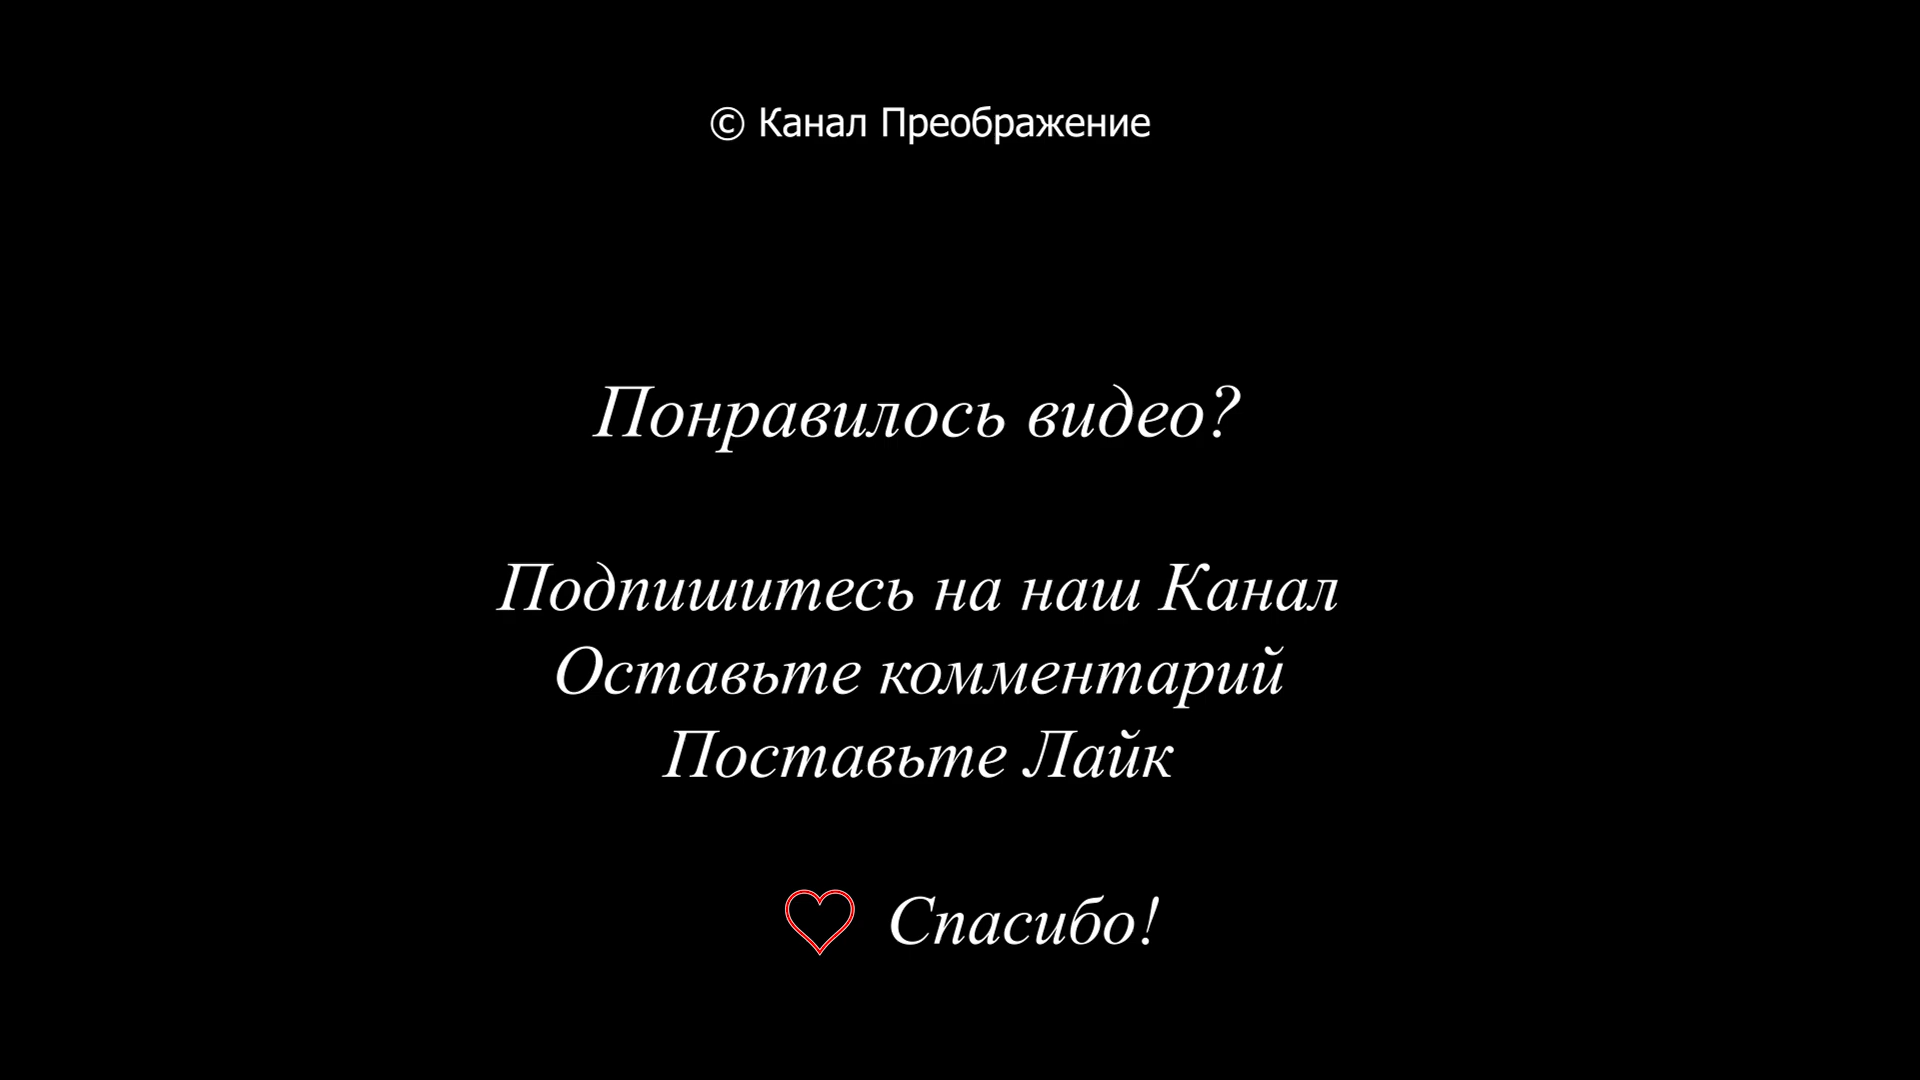 © Канал Преображение
Понравилось видео?
Подпишитесь на наш Канал
Оставьте комментарий
Поставьте Лайк
Спасибо!